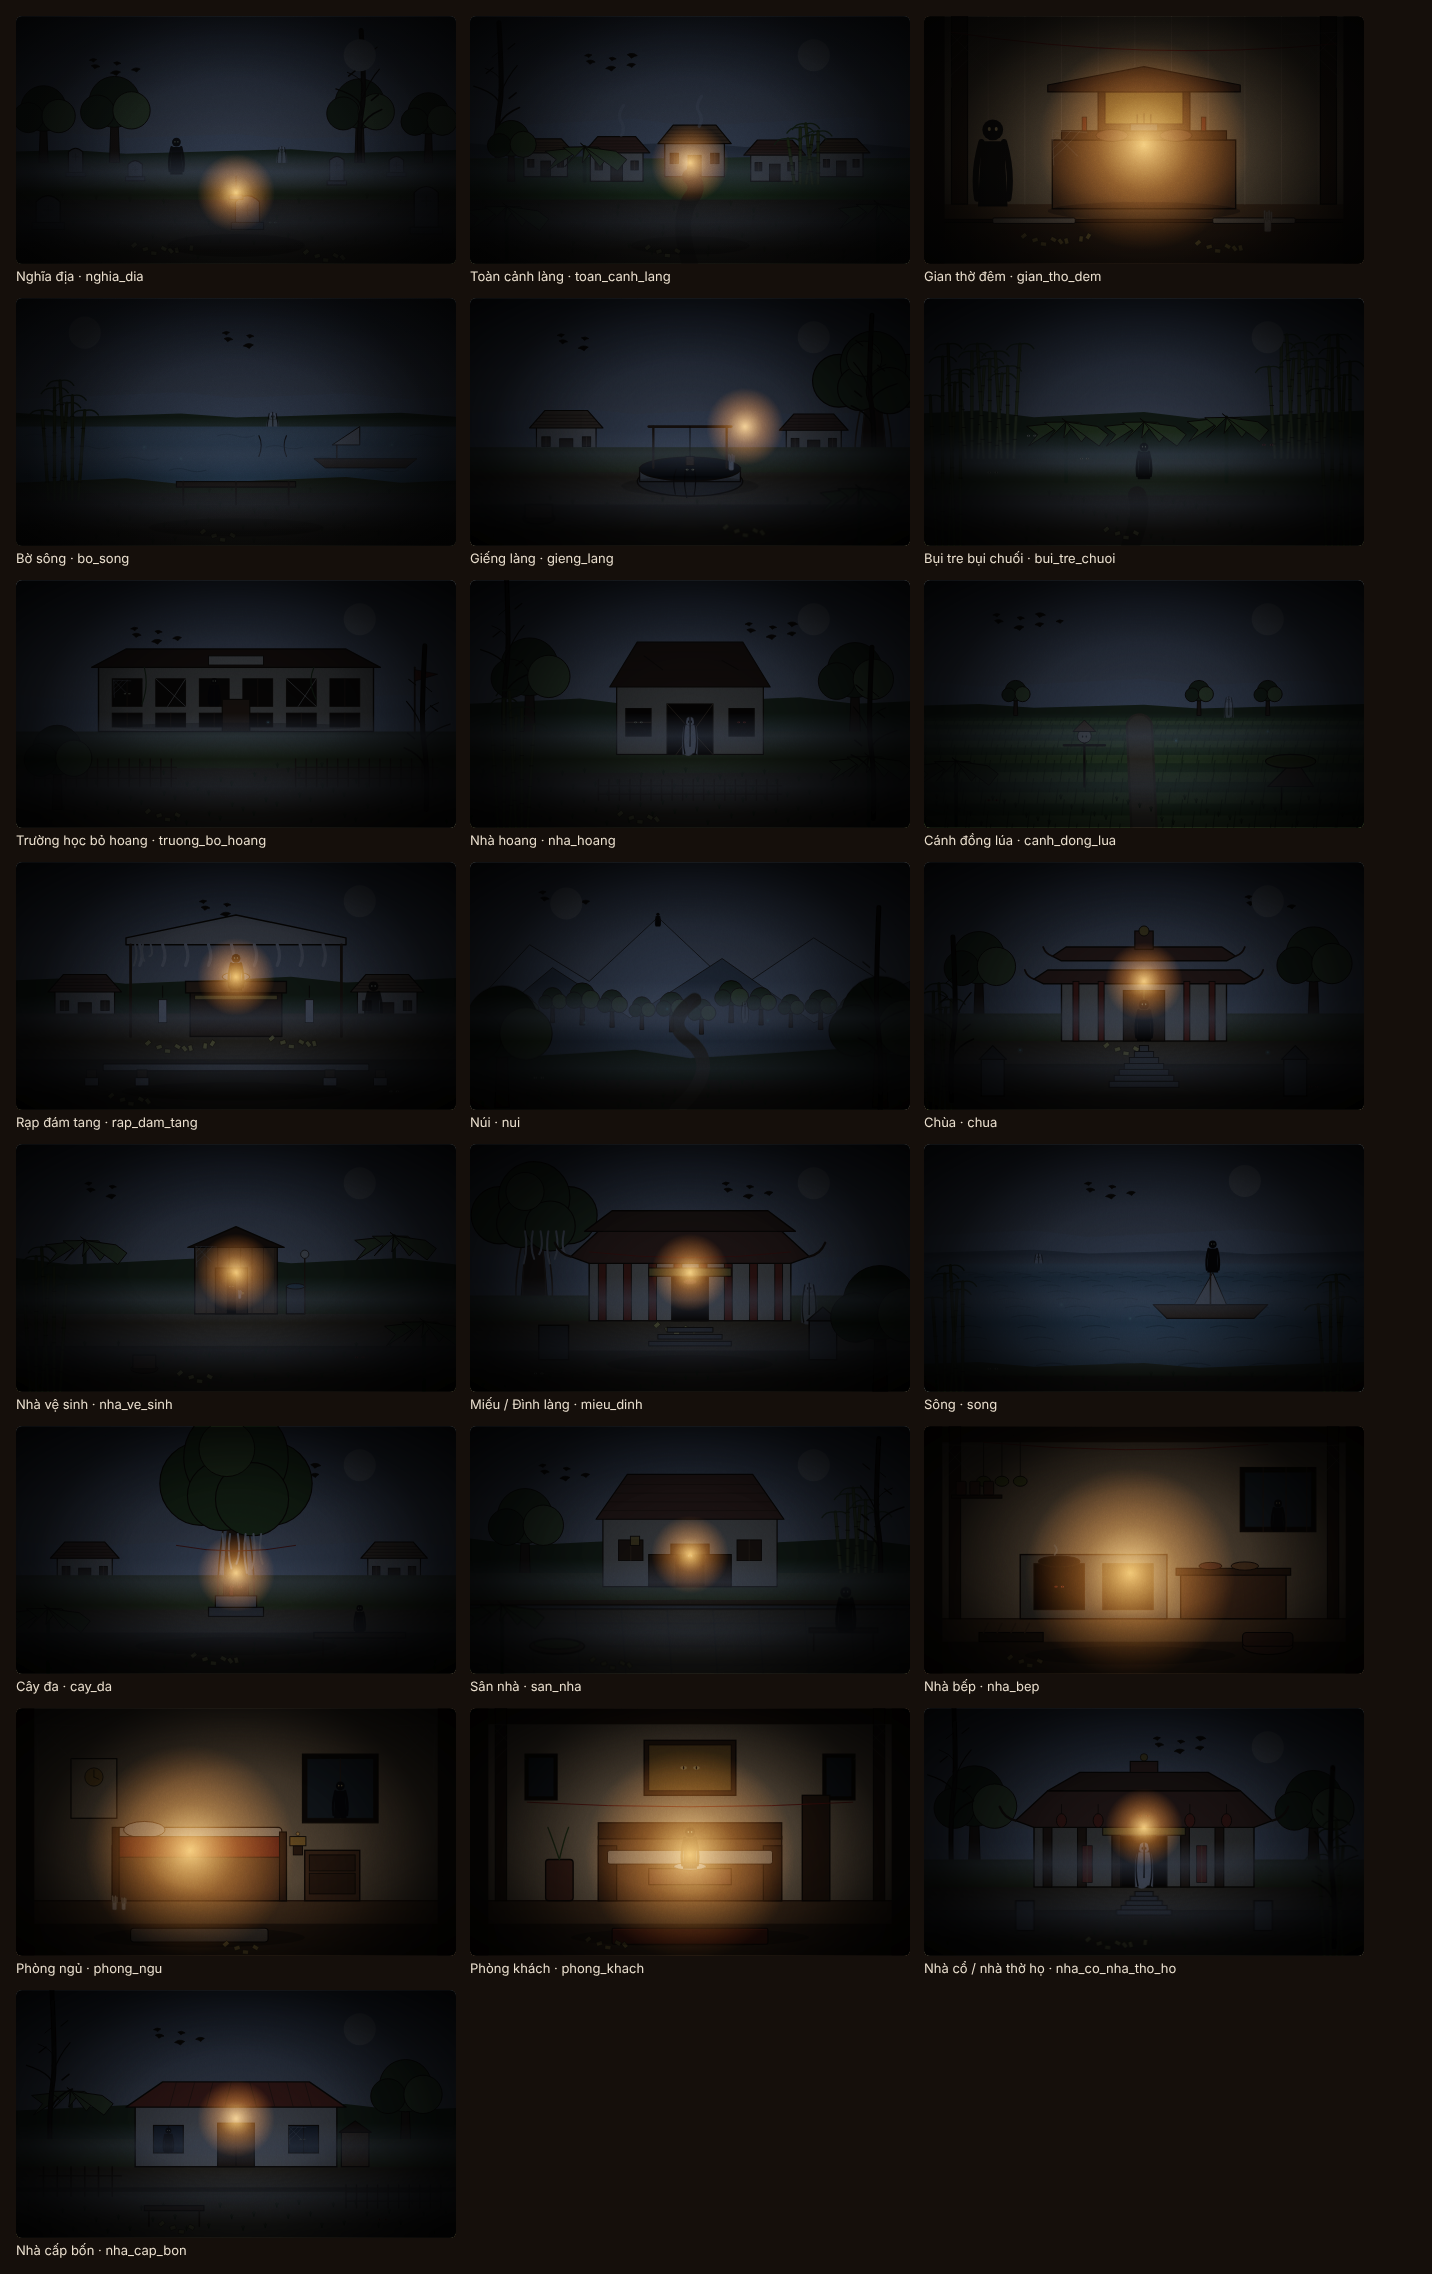 Nghĩa địa · nghia_dia
Toàn cảnh làng · toan_canh_lang
Gian thờ đêm · gian_tho_dem
Bờ sông · bo_song
Giếng làng · gieng_lang
Bụi tre bụi chuối · bui_tre_chuoi
Trường học bỏ hoang · truong_bo_hoang
Nhà hoang · nha_hoang
Cánh đồng lúa · canh_dong_lua
Rạp đám tang · rap_dam_tang
Núi · nui
Chùa · chua
Nhà vệ sinh · nha_ve_sinh
Miếu / Đình làng · mieu_dinh
Sông · song
Cây đa · cay_da
Sân nhà · san_nha
Nhà bếp · nha_bep
Phòng ngủ · phong_ngu
Phòng khách · phong_khach
Nhà cổ / nhà thờ họ · nha_co_nha_tho_ho
Nhà cấp bốn · nha_cap_bon